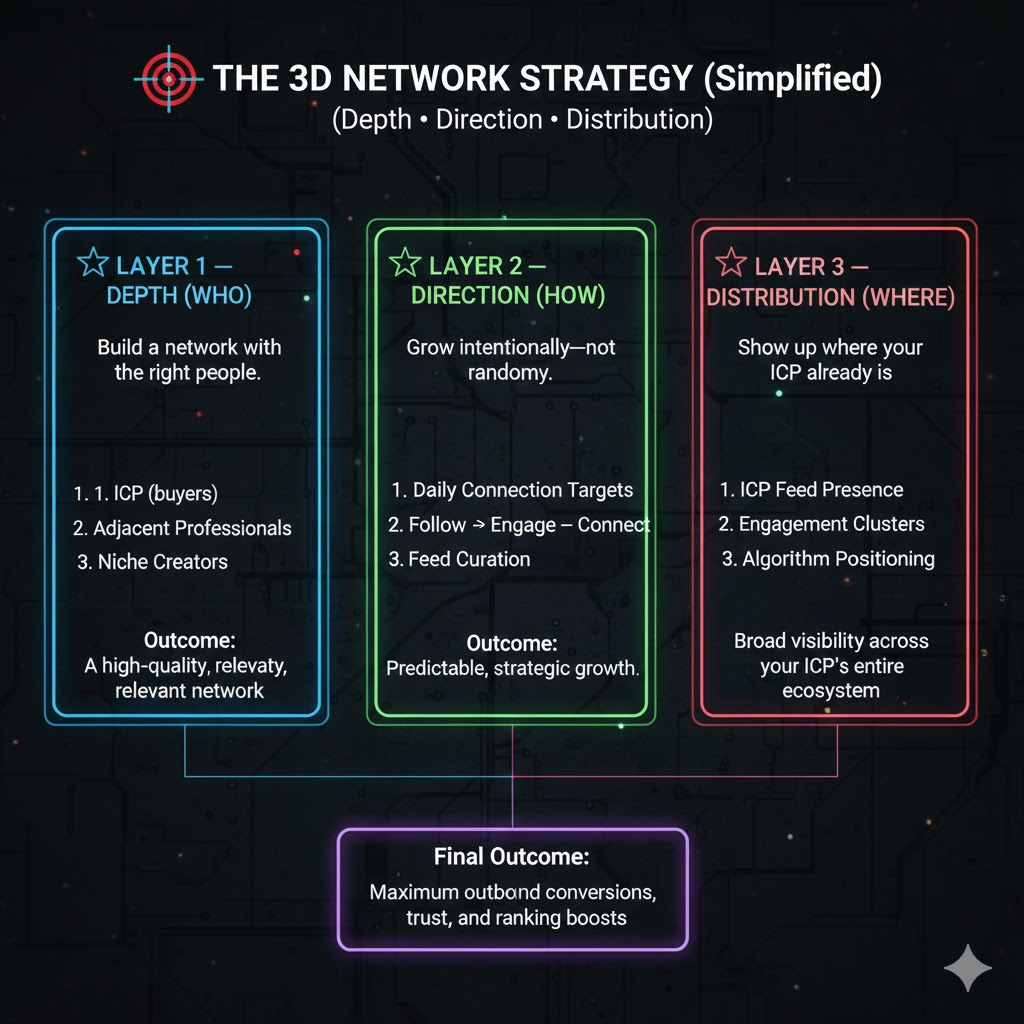 THE 3D NETWORK STRATEGY (Simplified)
(Depth • Direction • Distribution)
LAYER 1 —
DEPTH (WHO)
Build a network with
the right people.
1. 1. ICP (buyers)
2. Adjacent Professionals
3. Niche Creators
Outcome:
A high-quality, relevaty,
relevant network
LAYER 2 —
DIRECTION (HOW)
Grow intentionally—not
randomy.
1. Daily Connection Targets
2. Follow → Engage – Connect
3. Feed Curation
Outcome:
Predictable, strategic growth.
LAYER 3 —
DISTRIBUTION (WHERE)
Show up where your
ICP already is
1. ICP Feed Presence
2. Engagement Clusters
3. Algorithm Positioning
Broad visibility across
your ICP's entire
ecosystem
Final Outcome:
Maximum outbond conversions,
trust, and ranking boosts